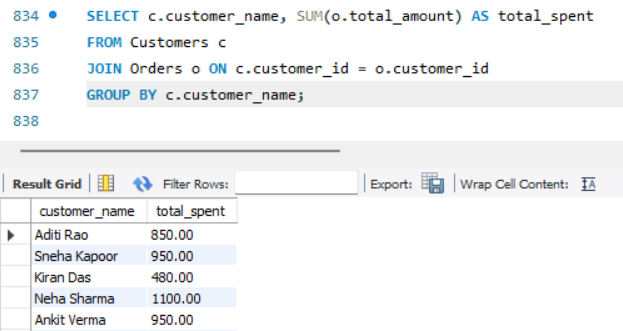 834 SELECT c.customer_name, SUM(o.total_amount) AS total_spent
835 FROM Customers c
836 JOIN Orders o ON c.customer_id = o.customer_id
837 GROUP BY c.customer_name;
838
Result Grid Filter Rows: Export: Wrap Cell Content: IA
customer_name total_spent
Aditi Rao 850.00
Sneha Kapoor 950.00
Kiran Das 480.00
Neha Sharma 1100.00
Ankit Verma 950.00